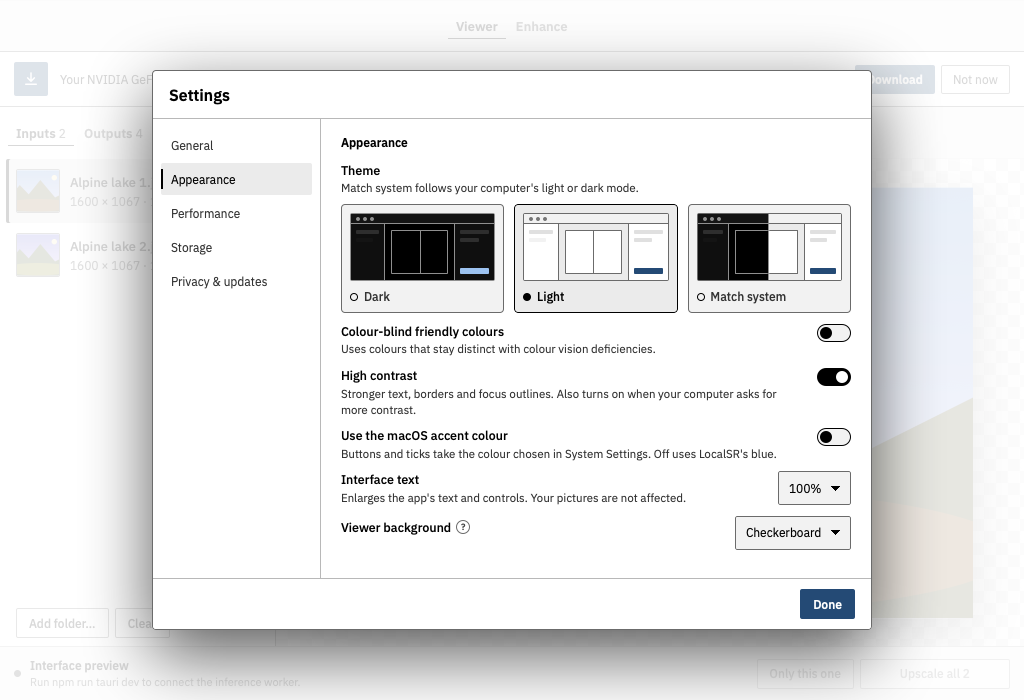 Viewer Enhance
Your NVIDIA GeF
Download Not now
Settings
Inputs 2 Outputs 4
Alpine lake 1.
1600 × 1067 ·
Alpine lake 2.
1600 × 1067 ·
General
Appearance
Performance
Storage
Privacy & updates
Appearance
Theme
Match system follows your computer's light or dark mode.
Dark Light Match system
Colour-blind friendly colours
Uses colours that stay distinct with colour vision deficiencies.
High contrast
Stronger text, borders and focus outlines. Also turns on when your computer asks for
more contrast.
Use the macOS accent colour
Buttons and ticks take the colour chosen in System Settings. Off uses LocalSR's blue.
Interface text
Enlarges the app's text and controls. Your pictures are not affected.
100%
Viewer background ?
Checkerboard
Done
Add folder... Clea
Interface preview
Run npm run tauri dev to connect the inference worker.
Only this one Upscale all 2